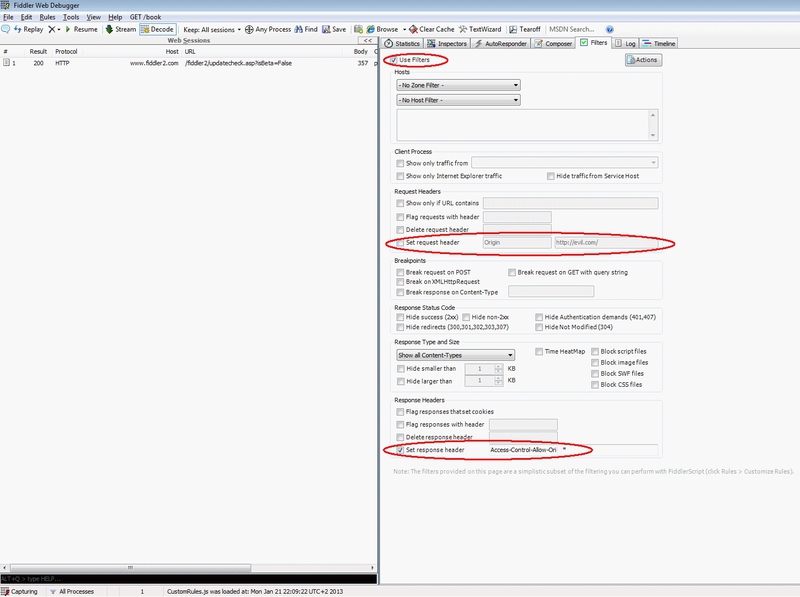 Fiddler Web Debugger
File Edit Rules Tools View Help GET /book
Replay Resume Stream Decode Keep: All sessions Any Process Find Save Browse Clear Cache TextWizard Tearoff MSDN Search...
Web Sessions <<
# Result Protocol Host URL Body C
1 200 HTTP www.fiddler2.com /fiddler2/updatecheck.asp?isBeta=False 357 p
Statistics Inspectors AutoResponder Composer Filters Log Timeline
Use Filters Actions
Hosts
- No Zone Filter -
- No Host Filter -
Client Process
Show only traffic from
Show only Internet Explorer traffic Hide traffic from Service Host
Request Headers
Show only if URL contains
Flag requests with header
Delete request header
Set request header Origin http://evil.com/
Breakpoints
Break request on POST Break request on GET with query string
Break on XMLHttpRequest
Break response on Content-Type
Response Status Code
Hide success (2xx) Hide non-2xx Hide Authentication demands (401,407)
Hide redirects (300,301,302,303,307) Hide Not Modified (304)
Response Type and Size
Show all Content-Types Time HeatMap Block script files
Block image files
Hide smaller than 1 KB
Block SWF files
Hide larger than 1 KB
Block CSS files
Response Headers
Flag responses that set cookies
Flag responses with header
Delete response header
Set response header Access-Control-Allow-Ori *
Note: The filters provided on this page are a simplistic subset of the filtering you can perform with FiddlerScript (click Rules > Customize Rules).
ALT+Q > type HELP...
Capturing All Processes 1 CustomRules.js was loaded at: Mon Jan 21 22:09:22 UTC+2 2013